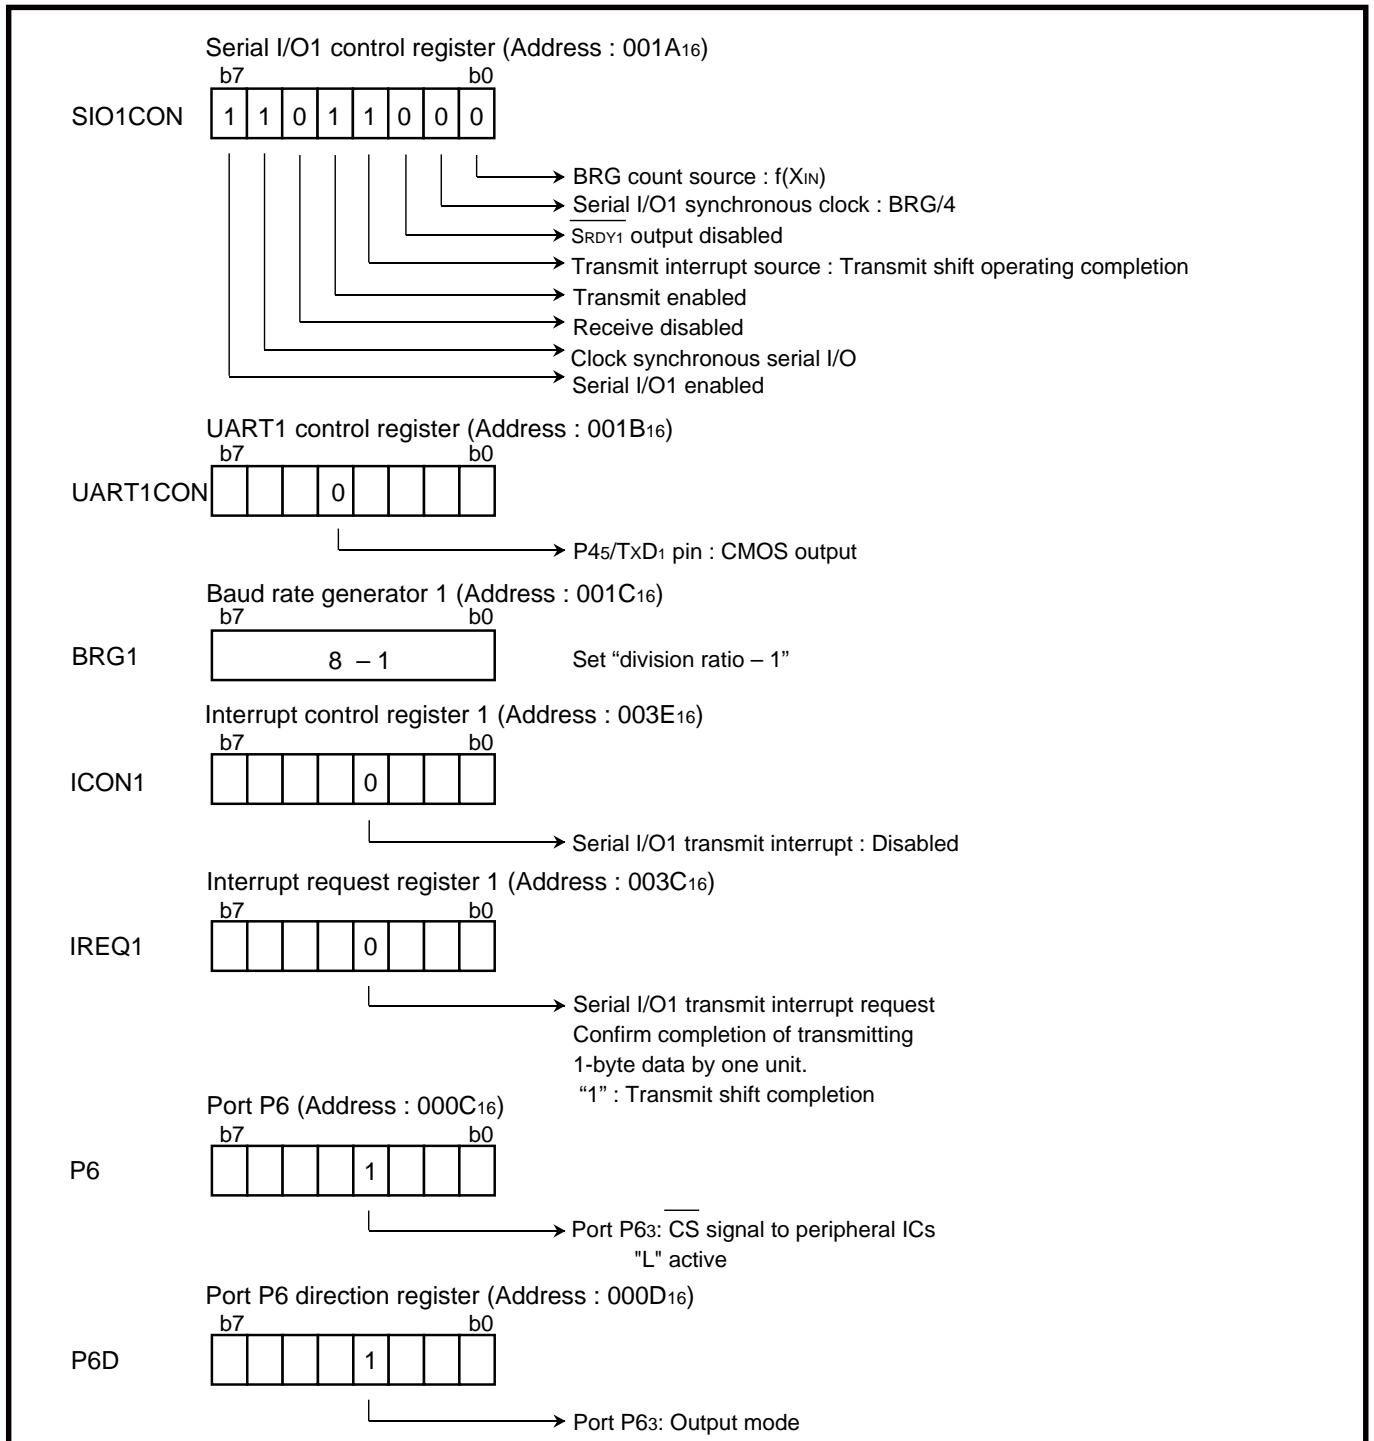 Serial I/O1 control register (Address : 001A16)
b7 b0
SIO1CON 1 1 0 1 1 0 0 0
BRG count source : f(XIN)
Serial I/O1 synchronous clock : BRG/4
SRDY1 output disabled
Transmit interrupt source : Transmit shift operating completion
Transmit enabled
Receive disabled
Clock synchronous serial I/O
Serial I/O1 enabled
UART1 control register (Address : 001B16)
b7 b0
UART1CON 0
P45/TXD1 pin : CMOS output
Baud rate generator 1 (Address : 001C16)
b7 b0
BRG1 8 – 1 Set “division ratio – 1”
Interrupt control register 1 (Address : 003E16)
b7 b0
ICON1 0
Serial I/O1 transmit interrupt : Disabled
Interrupt request register 1 (Address : 003C16)
b7 b0
IREQ1 0
Serial I/O1 transmit interrupt request
Confirm completion of transmitting
1-byte data by one unit.
“1” : Transmit shift completion
Port P6 (Address : 000C16)
b7 b0
P6 1
Port P63: CS signal to peripheral ICs
"L" active
Port P6 direction register (Address : 000D16)
b7 b0
P6D 1
Port P63: Output mode